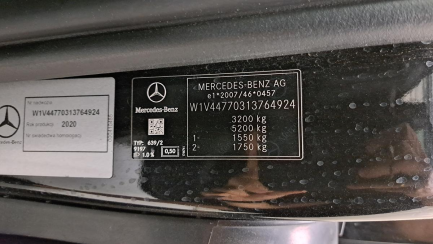 W1V44770313764924
2020
Mercedes-Benz
TYP: 639/2
MERCEDES-BENZ AG
e1*2007/46*0457
W1V44770313764924
3200 kg
5200 kg
1- 1550 kg
2- 1750 kg
0,50